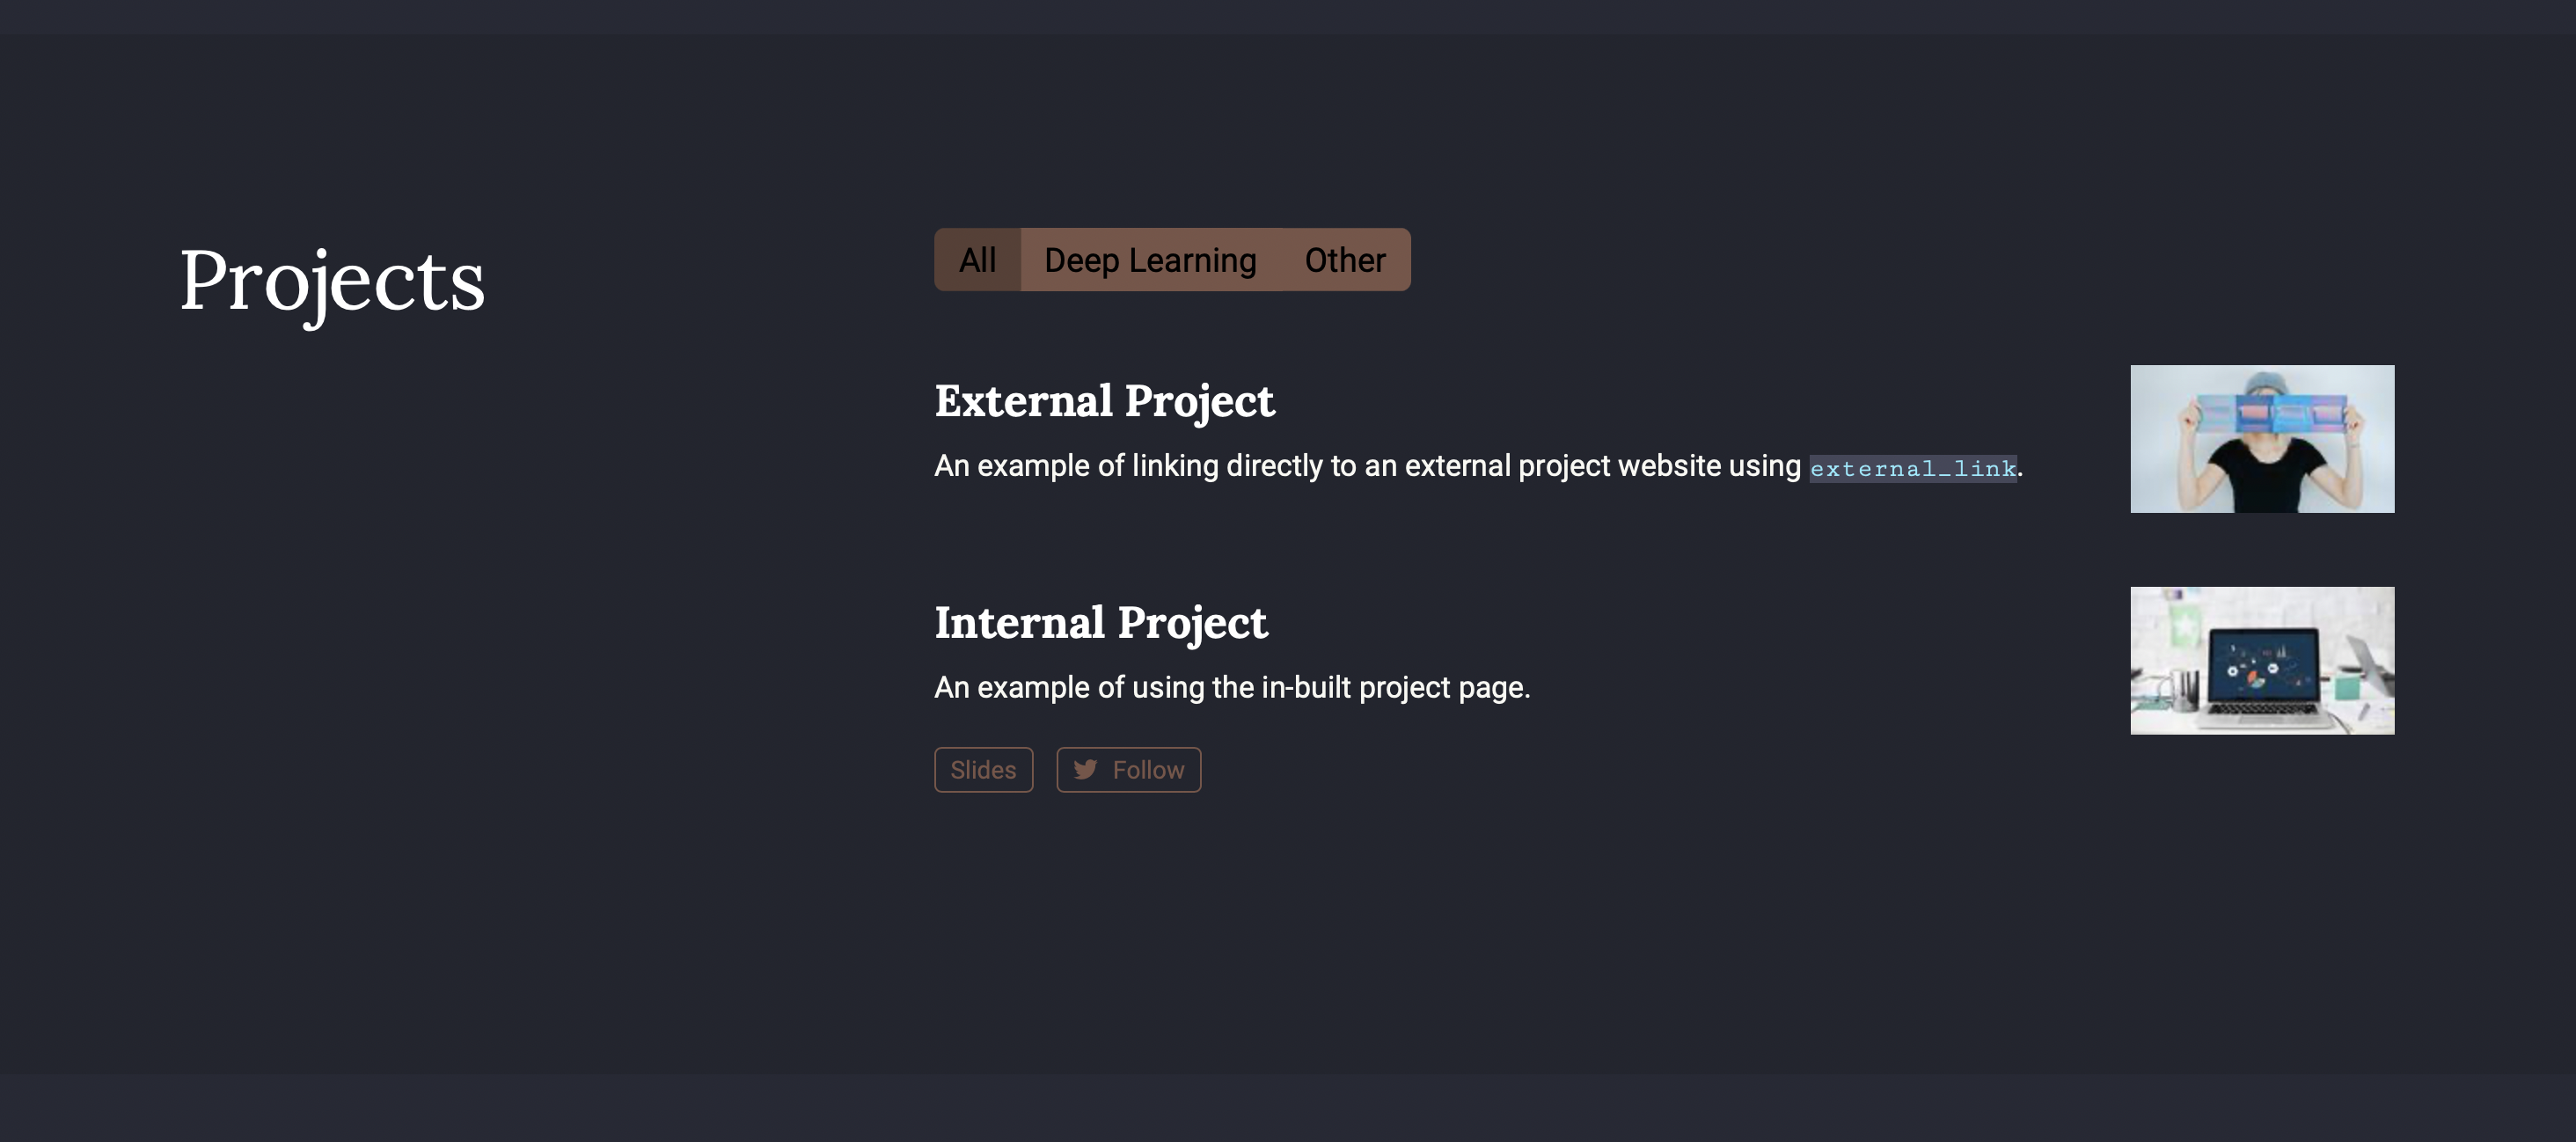 Projects
All Deep Learning Other
External Project
An example of linking directly to an external project website using external_link.
Internal Project
An example of using the in-built project page.
Slides Follow